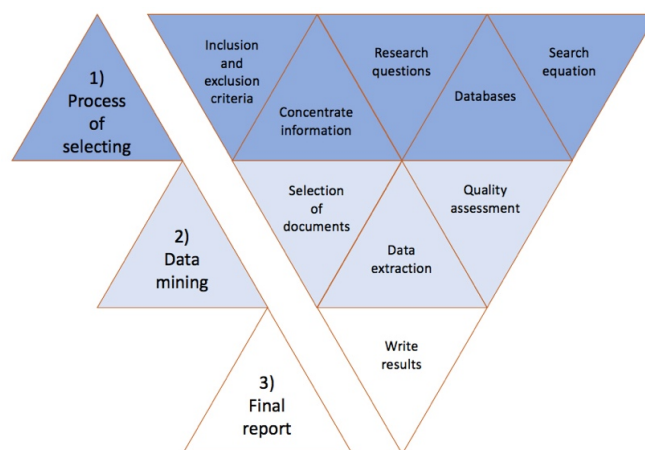 1)
Process
of
selecting
Inclusion
and
exclusion
criteria
Concentrate
information
Research
questions
Databases
Search
equation
2)
Data
mining
Selection
of
documents
Data
extraction
Quality
assessment
3)
Final
report
Write
results